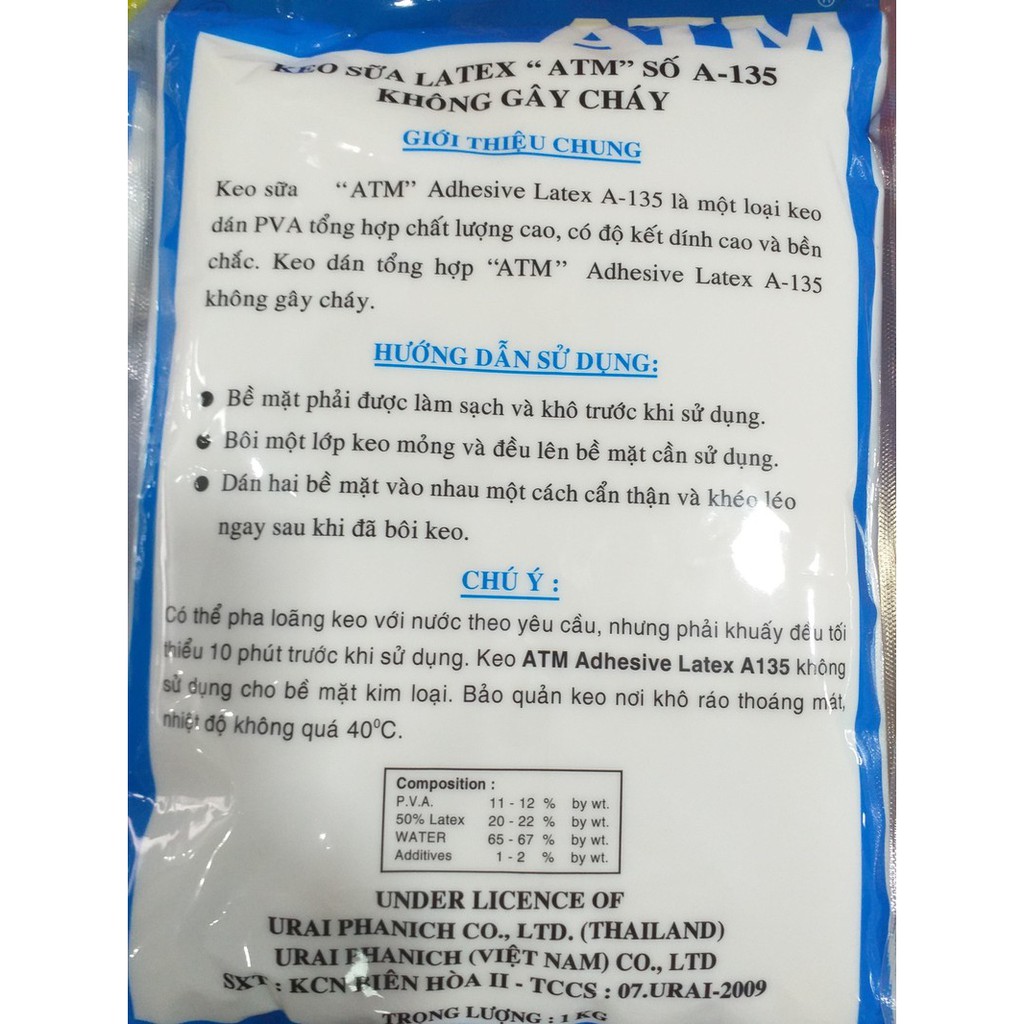 ATM ®
KEO SỮA LATEX “ATM” SỐ A-135
KHÔNG GÂY CHÁY
GIỚI THIỆU CHUNG
Keo sữa “ATM” Adhesive Latex A-135 là một loại keo
dán PVA tổng hợp chất lượng cao, có độ kết dính cao và bền
chắc. Keo dán tổng hợp “ATM” Adhesive Latex A-135
không gây cháy.
HƯỚNG DẪN SỬ DỤNG:
● Bề mặt phải được làm sạch và khô trước khi sử dụng.
● Bôi một lớp keo mỏng và đều lên bề mặt cần sử dụng.
● Dán hai bề mặt vào nhau một cách cẩn thận và khéo léo
ngay sau khi đã bôi keo.
CHÚ Ý :
Có thể pha loãng keo với nước theo yêu cầu, nhưng phải khuấy đều tối
thiểu 10 phút trước khi sử dụng. Keo ATM Adhesive Latex A135 không
sử dụng cho bề mặt kim loại. Bảo quản keo nơi khô ráo thoáng mát,
nhiệt độ không quá 40⁰C.
Composition :
P.V.A. 11 - 12 % by wt.
50% Latex 20 - 22 % by wt.
WATER 65 - 67 % by wt.
Additives 1 - 2 % by wt.
UNDER LICENCE OF
URAI PHANICH CO., LTD. (THAILAND)
URAI PHANICH (VIỆT NAM) CO., LTD
SXT : KCN BIÊN HÒA II - TCCS : 07.URAI-2009
TRỌNG LƯỢNG : 1 KG